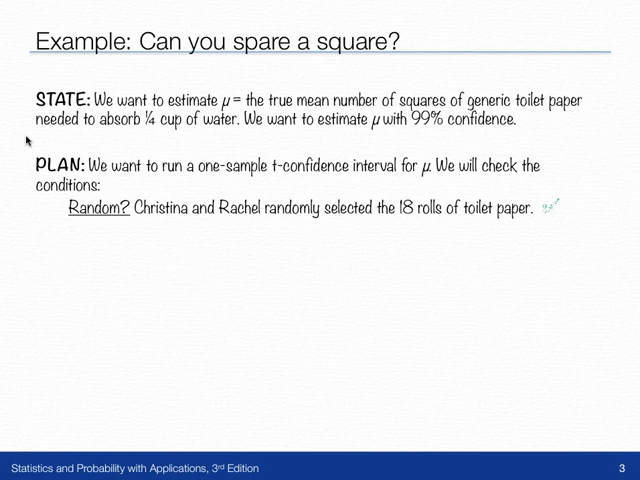 Example: Can you spare a square?
STATE: We want to estimate μ = the true mean number of squares of generic toilet paper
needed to absorb ¼ cup of water. We want to estimate μ with 99% confidence.
PLAN: We want to run a one-sample t-confidence interval for μ. We will check the
conditions:
Random? Christina and Rachel randomly selected the 18 rolls of toilet paper.
Statistics and Probability with Applications, 3rd Edition
3